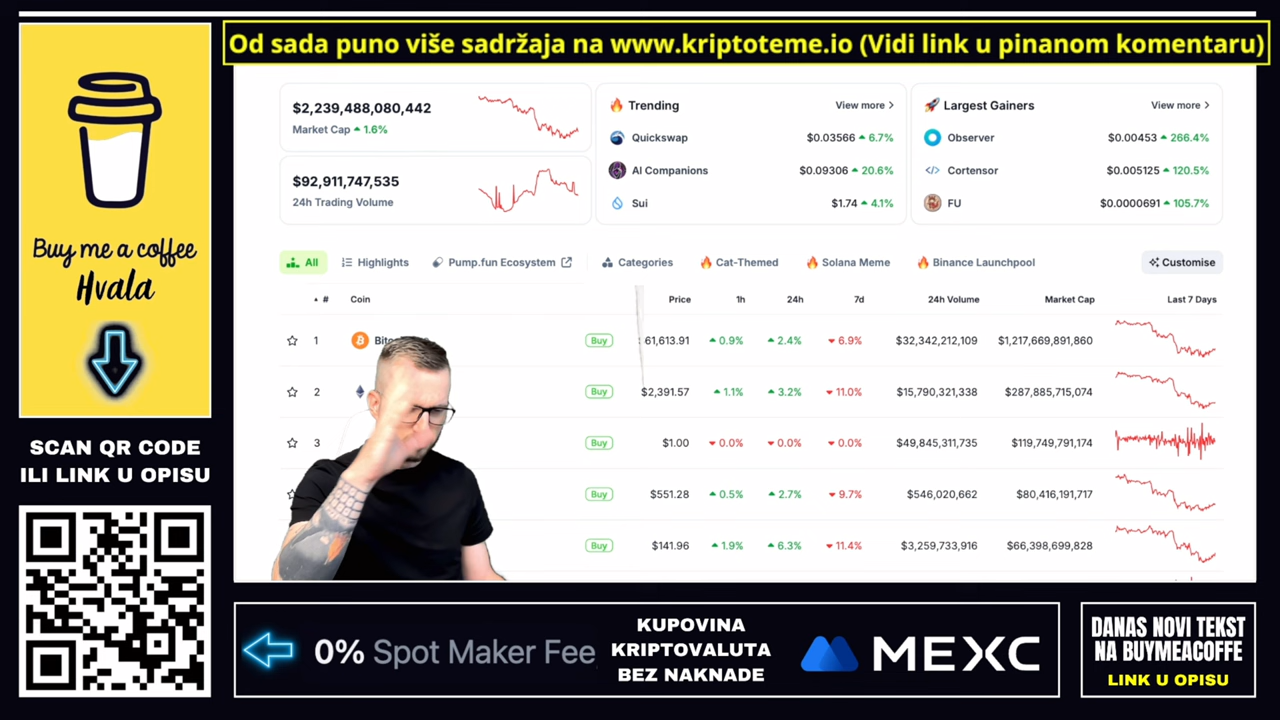 Od sada puno više sadržaja na www.kriptoteme.io (Vidi link u pinanom komentaru)
Buy me a coffee
Hvala
SCAN QR CODE
ILI LINK U OPISU
$2,239,488,080,442
Market Cap 1.6%
$92,911,747,535
24h Trading Volume
Trending View more
Quickswap $0.03566 6.7%
AI Companions $0.09306 20.6%
Sui $1.74 4.1%
Largest Gainers View more
Observer $0.00453 266.4%
Cortensor $0.005125 120.5%
FU $0.0000691 105.7%
All Highlights Pump.fun Ecosystem Categories Cat-Themed Solana Meme Binance Launchpool Customise
# Coin Price 1h 24h 7d 24h Volume Market Cap Last 7 Days
1 Buy 61,613.91 0.9% 2.4% 6.9% $32,342,212,109 $1,217,669,891,860
2 Buy $2,391.57 1.1% 3.2% 11.0% $15,790,321,338 $287,885,715,074
3 Buy $1.00 0.0% 0.0% 0.0% $49,845,311,735 $119,749,791,174
Buy $551.28 0.5% 2.7% 9.7% $546,020,662 $80,416,191,717
Buy $141.96 1.9% 6.3% 11.4% $3,259,733,916 $66,398,699,828
0% Spot Maker Fee
KUPOVINA
KRIPTOVALUTA
BEZ NAKNADE
MEXC
DANAS NOVI TEKST
NA BUYMEACOFFE
LINK U OPISU